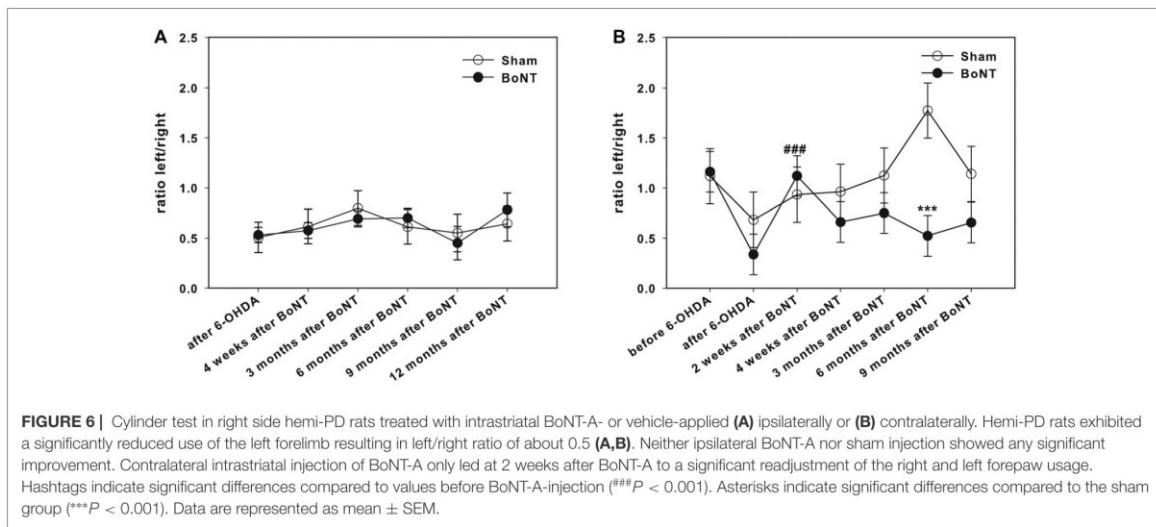 A
2.5
2.0
1.5
1.0
0.5
0.0
ratio left/right
Sham
BoNT
after 6-OHDA
4 weeks after BoNT
3 months after BoNT
6 months after BoNT
9 months after BoNT
12 months after BoNT
B
2.5
2.0
1.5
1.0
0.5
0.0
ratio left/right
Sham
BoNT
###
***
before 6-OHDA
after 6-OHDA
2 weeks after BoNT
4 weeks after BoNT
3 months after BoNT
6 months after BoNT
9 months after BoNT
FIGURE 6 | Cylinder test in right side hemi-PD rats treated with intrastriatal BoNT-A- or vehicle-applied (A) ipsilaterally or (B) contralaterally. Hemi-PD rats exhibited
a significantly reduced use of the left forelimb resulting in left/right ratio of about 0.5 (A,B). Neither ipsilateral BoNT-A nor sham injection showed any significant
improvement. Contralateral intrastriatal injection of BoNT-A only led at 2 weeks after BoNT-A to a significant readjustment of the right and left forepaw usage.
Hashtags indicate significant differences compared to values before BoNT-A-injection (###P < 0.001). Asterisks indicate significant differences compared to the sham
group (***P < 0.001). Data are represented as mean ± SEM.